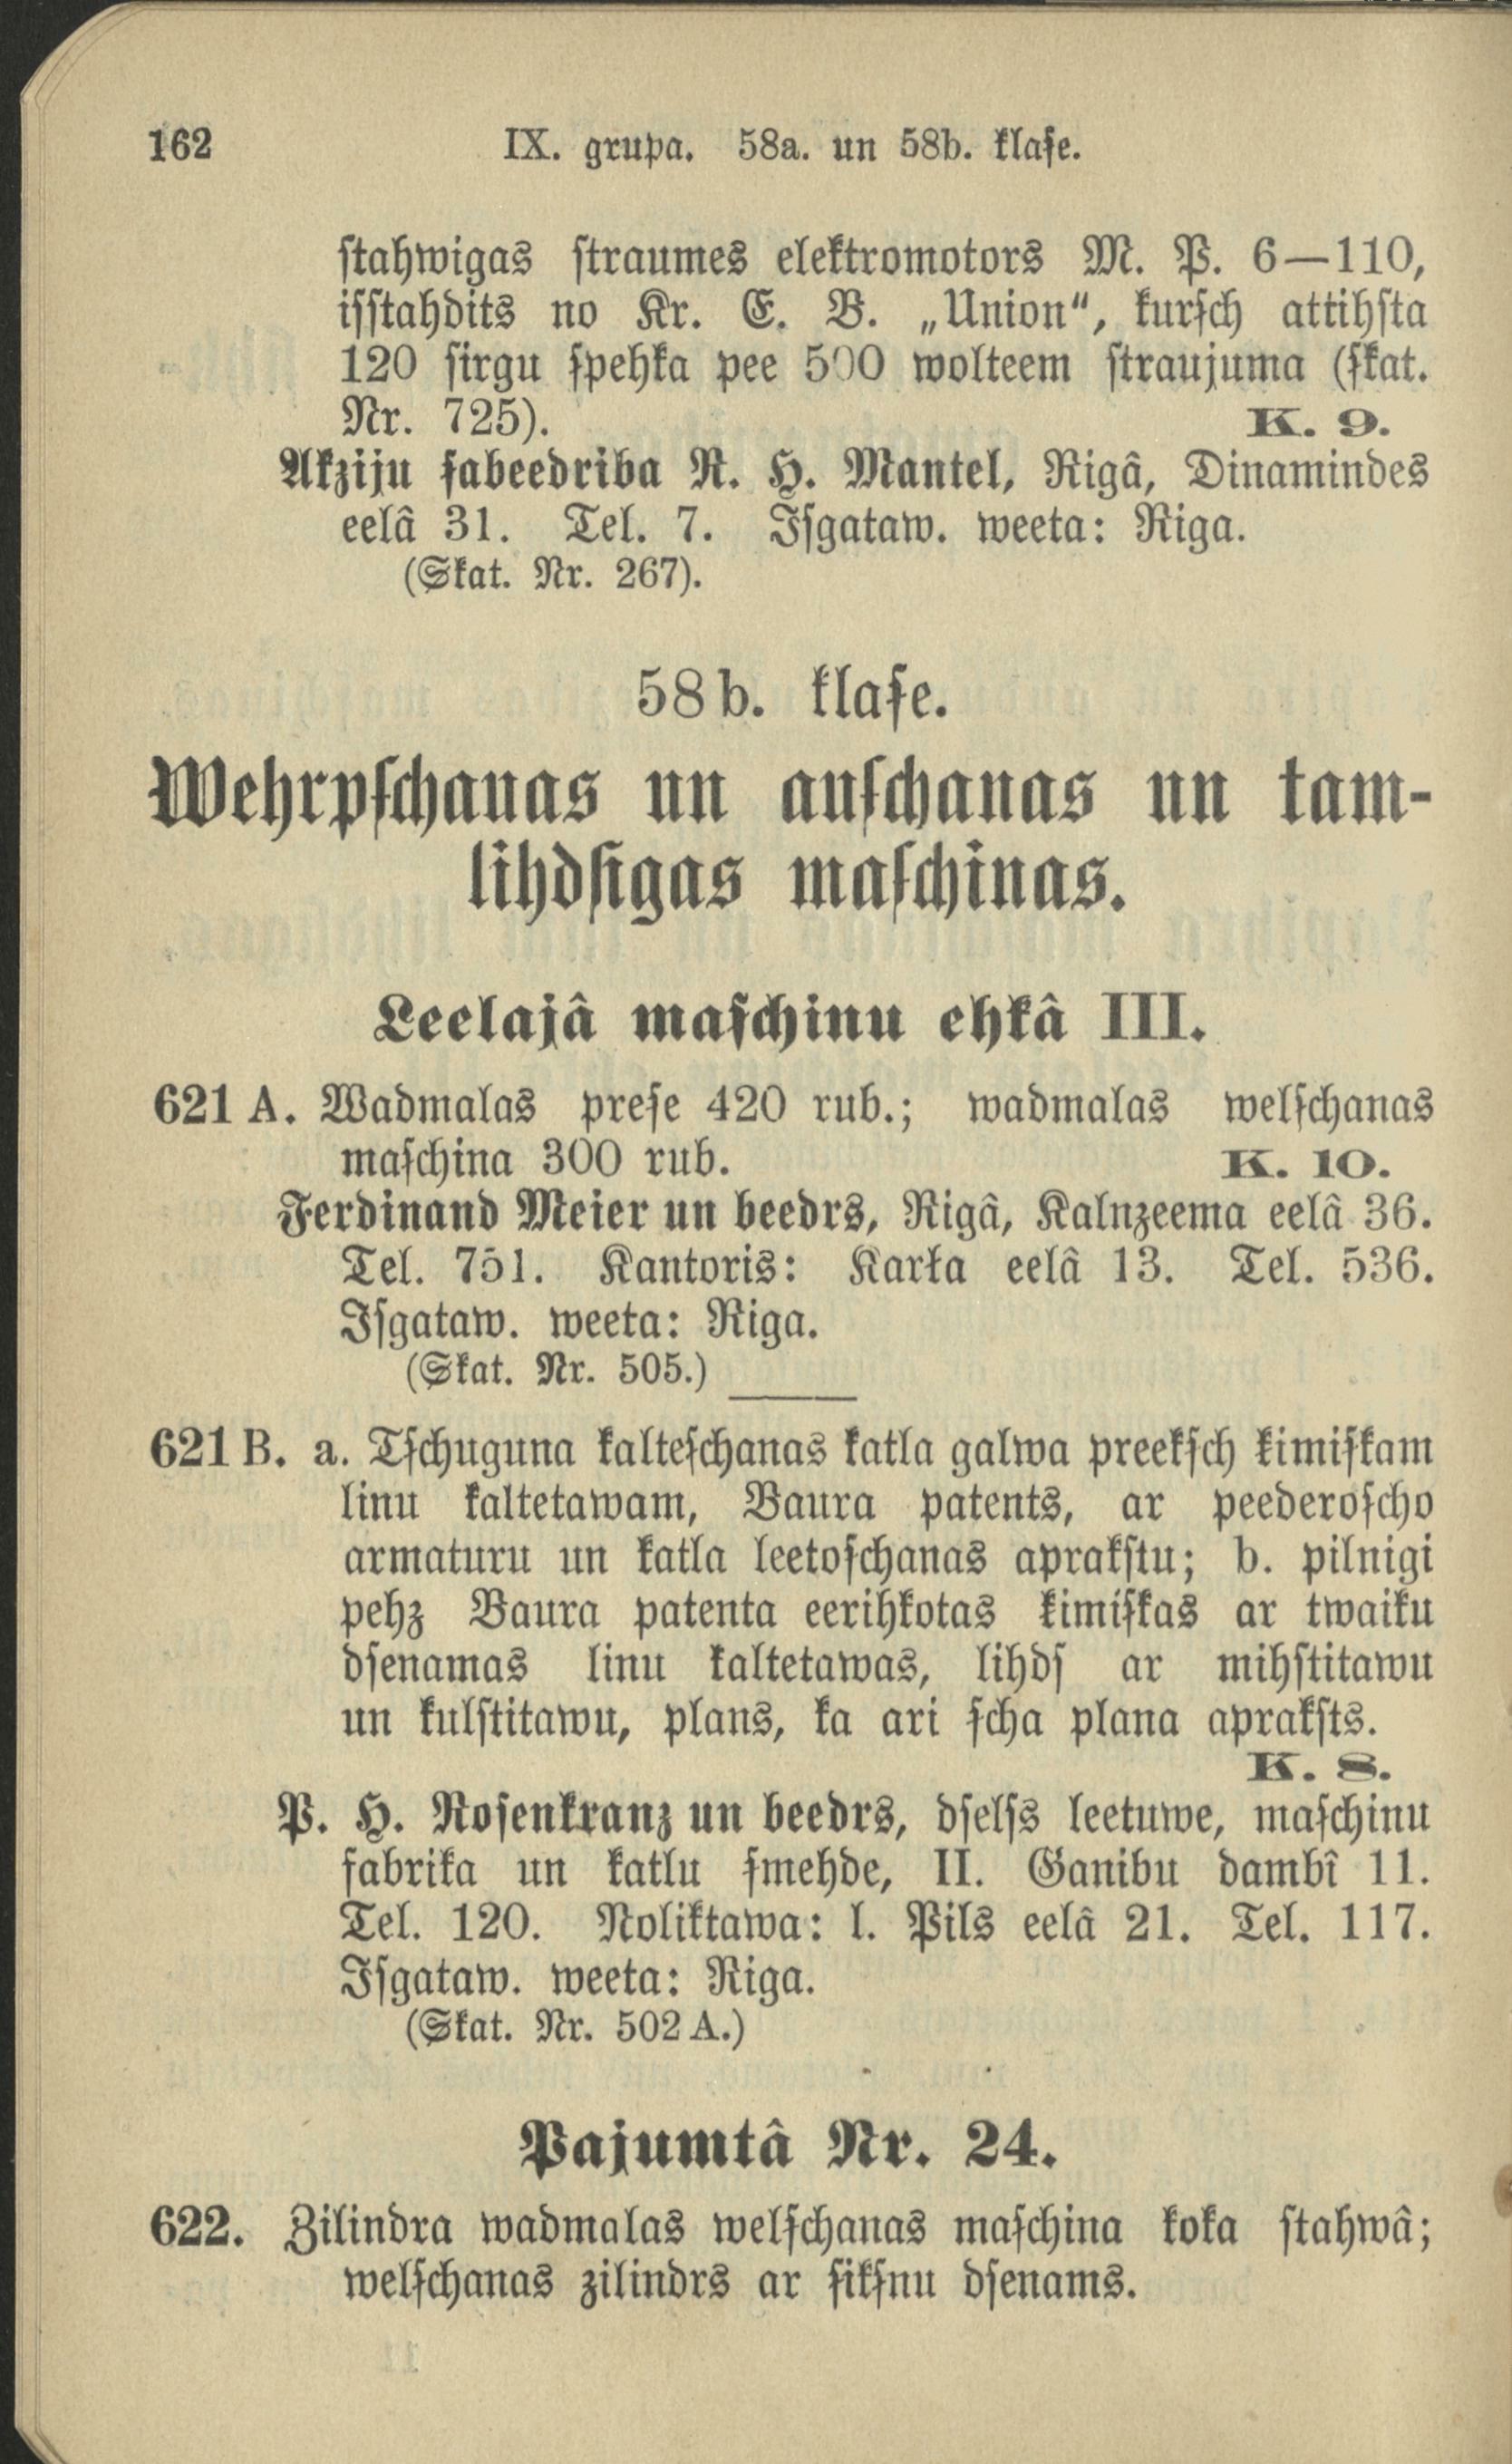 162 IX. grupa. 58a. un 58b. klaſe.
ſtahwigas ſtraumes elektromotors M. P. 6—110,
isſtahdits no Kr. E. B. „Union“, kurſch attihſta
120 ſirgu ſpehka pee 500 wolteem ſtraujuma (ſkat.
Nr. 725). K. 9.
Akziju ſabeedriba R. H. Mantel, Rigâ, Dinamindes
eelâ 31. Tel. 7. Iſgataw. weeta: Riga.
(Skat. Nr. 267).
58b. klaſe.
Wehrpſchanas un auſchanas un tam-
lihdſigas maſchinas.
Leelajâ maſchinu ehkâ III.
621 A. Wadmalas preſe 420 rub.; wadmalas welſchanas
maſchina 300 rub. K. 10.
Ferdinand Meier un beedrs, Rigâ, Kalnzeema eelâ 36.
Tel. 751. Kantoris: Karła eelâ 13. Tel. 536.
Iſgataw. weeta: Riga.
(Skat. Nr. 505.)
621 B. a. Tſchuguna kalteſchanas katla galwa preekſch ķimiſkam
linu kaltetawam, Baura patents, ar peederoſcho
armaturu un katla leetoſchanas aprakſtu; b. pilnigi
pehz Baura patenta eerihkotas ķimiſkas ar twaiku
dſenamas linu kaltetawas, lihdſ ar mihſtitawu
un kulſtitawu, plans, ka ari ſcha plana aprakſts.
K. 8.
P. H. Roſenkranz un beedrs, dſelſs leetuwe, maſchinu
fabrika un katlu ſmehde, II. Ganibu dambî 11.
Tel. 120. Noliktawa: l. Pils eelâ 21. Tel. 117.
Iſgataw. weeta: Riga.
(Skat. Nr. 502 A.)
Pajumtâ Nr. 24.
622. Zilindra wadmalas welſchanas maſchina koka ſtahwâ;
welſchanas zilindrs ar ſikſnu dſenams.